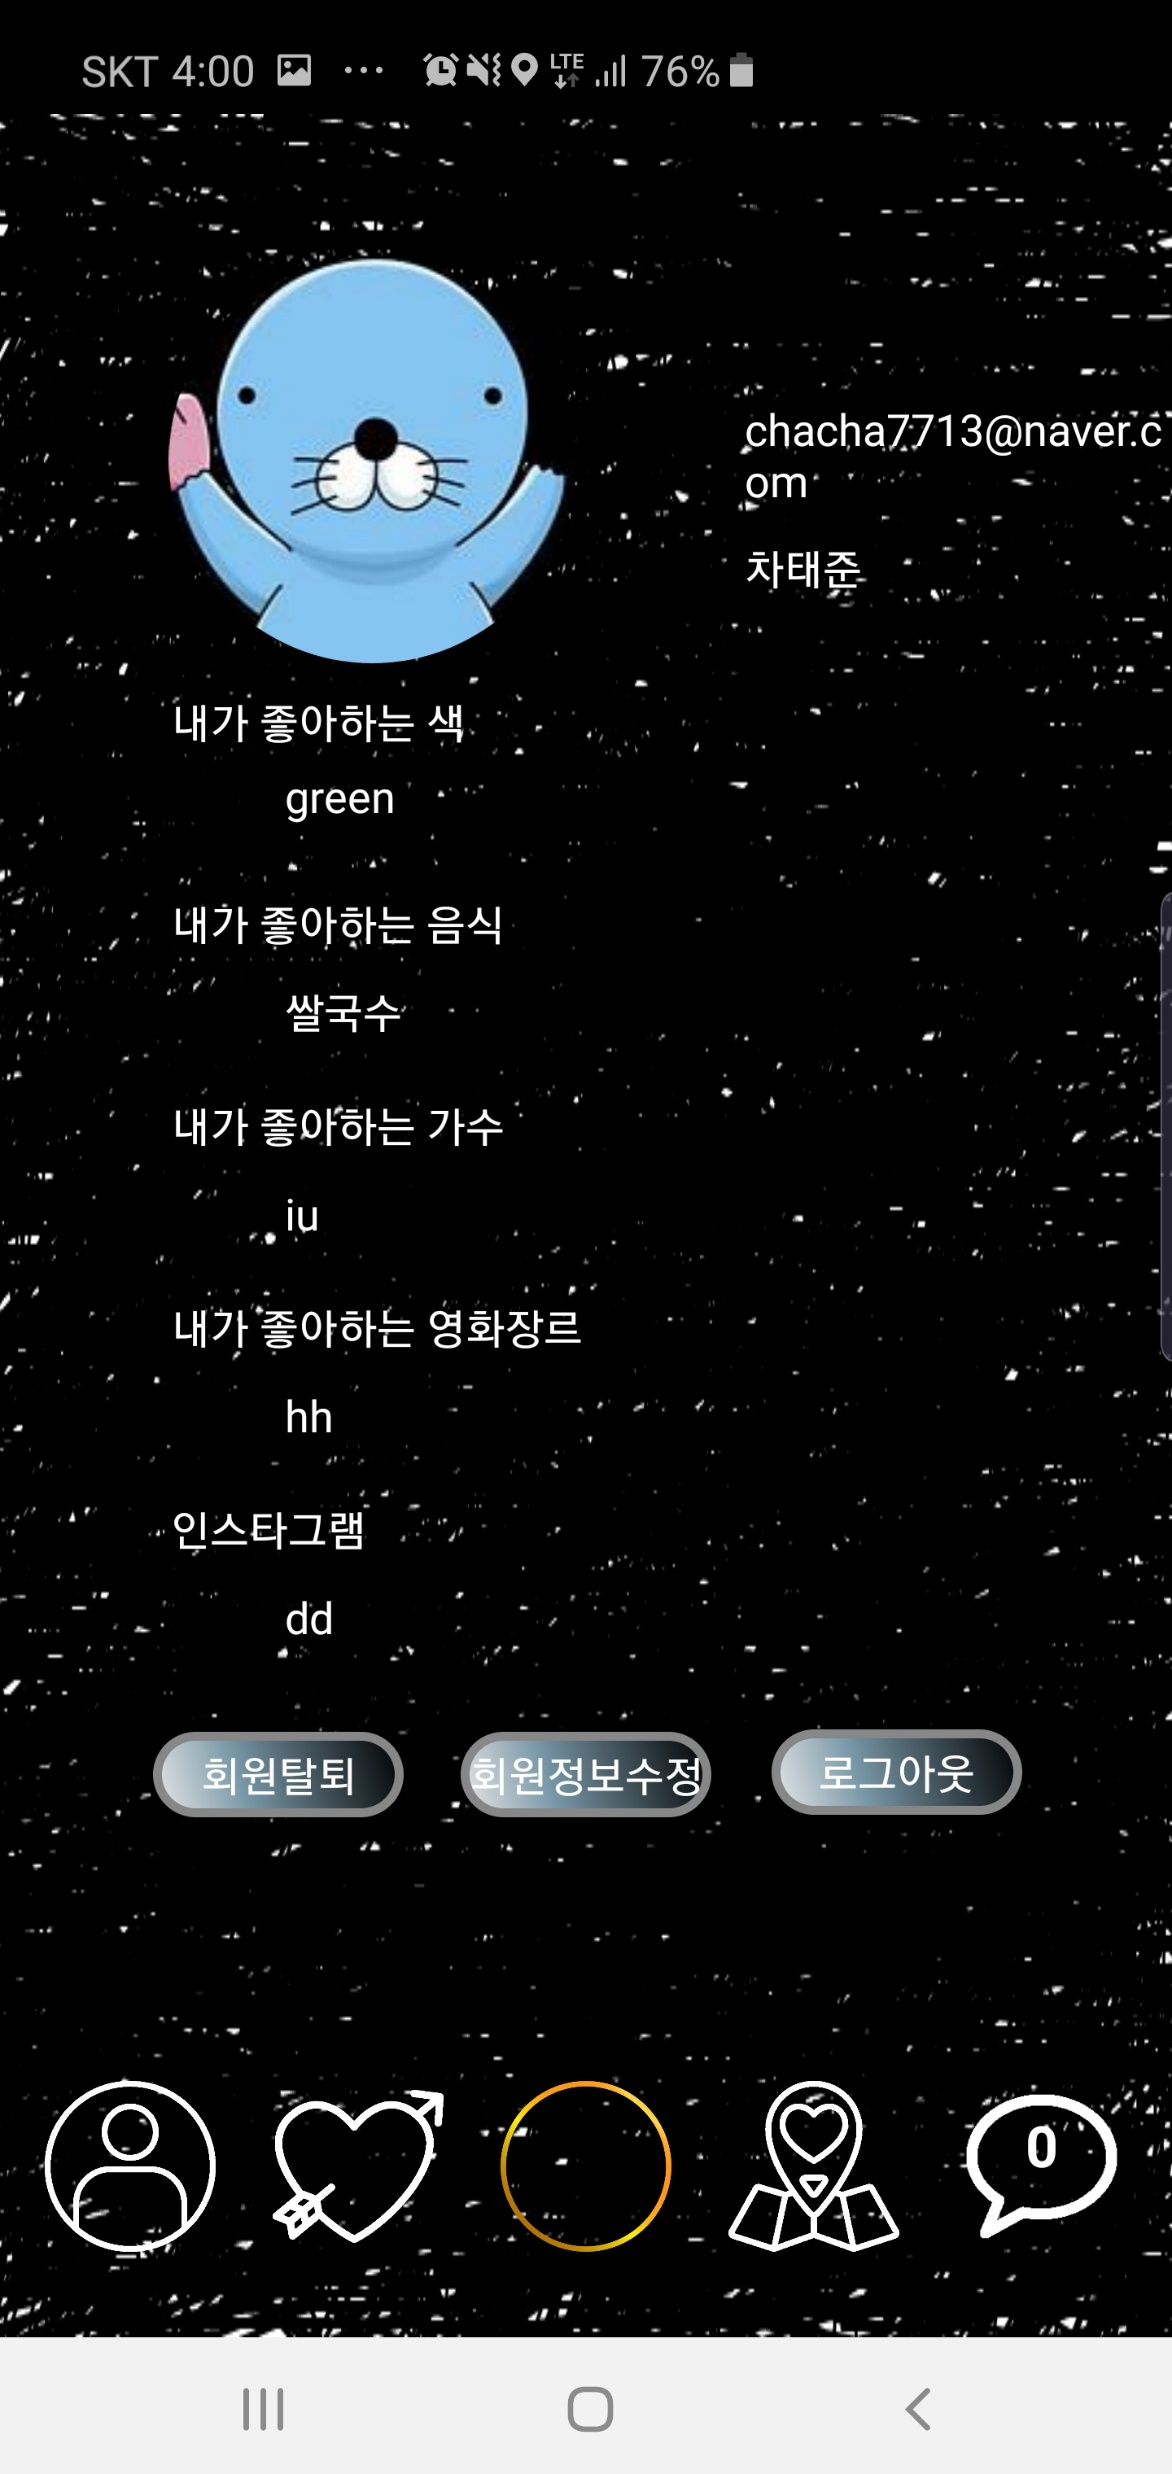 SKT 4:00 ... LTE 76%
chacha7713@naver.c
om
차태준
내가 좋아하는 색
green
내가 좋아하는 음식
쌀국수
내가 좋아하는 가수
iu
내가 좋아하는 영화장르
hh
인스타그램
dd
회원탈퇴 회원정보수정 로그아웃
0